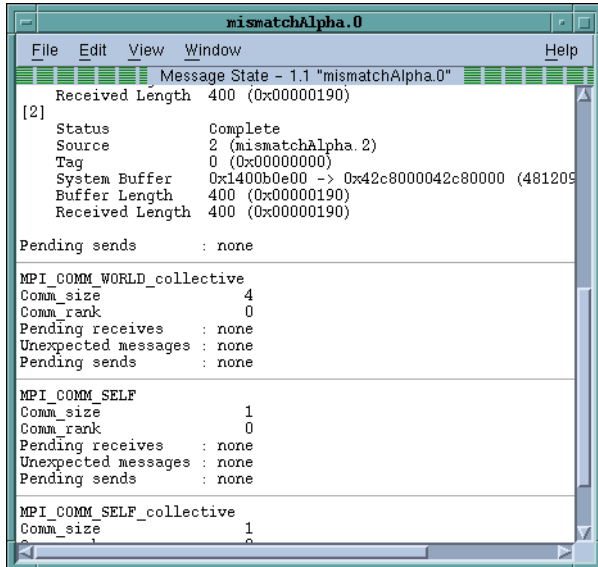 mismatchAlpha.0
File Edit View Window Help
Message State - 1.1 "mismatchAlpha.0"
Received Length 400 (0x00000190)
[2]
Status Complete
Source 2 (mismatchAlpha.2)
Tag 0 (0x00000000)
System Buffer 0x1400b0e00 -> 0x42c8000042c80000 (481209
Buffer Length 400 (0x00000190)
Received Length 400 (0x00000190)
Pending sends : none
MPI_COMM_WORLD_collective
Comm_size 4
Comm_rank 0
Pending receives : none
Unexpected messages : none
Pending sends : none
MPI_COMM_SELF
Comm_size 1
Comm_rank 0
Pending receives : none
Unexpected messages : none
Pending sends : none
MPI_COMM_SELF_collective
Comm_size 1